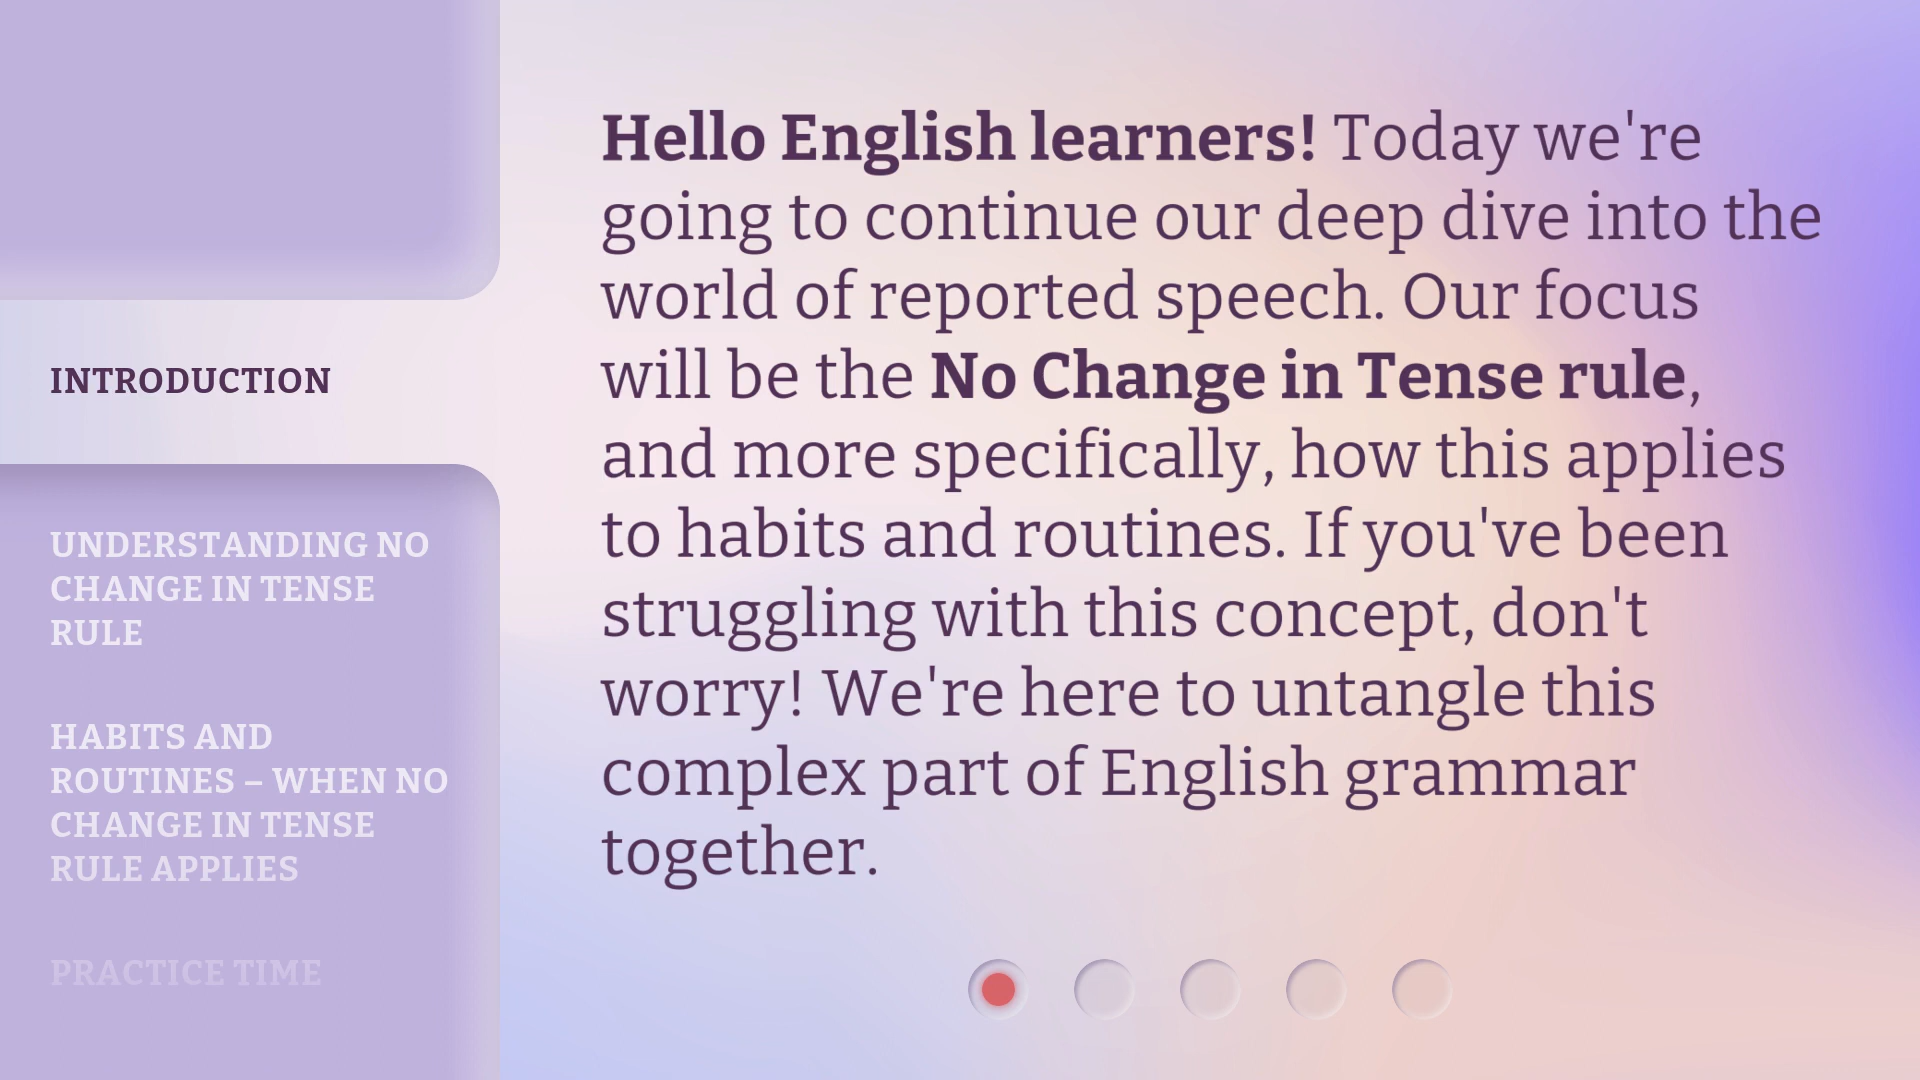 INTRODUCTION
UNDERSTANDING NO
CHANGE IN TENSE
RULE
HABITS AND
ROUTINES – WHEN NO
CHANGE IN TENSE
RULE APPLIES
PRACTICE TIME
Hello English learners! Today we're
going to continue our deep dive into the
world of reported speech. Our focus
will be the No Change in Tense rule,
and more specifically, how this applies
to habits and routines. If you've been
struggling with this concept, don't
worry! We're here to untangle this
complex part of English grammar
together.